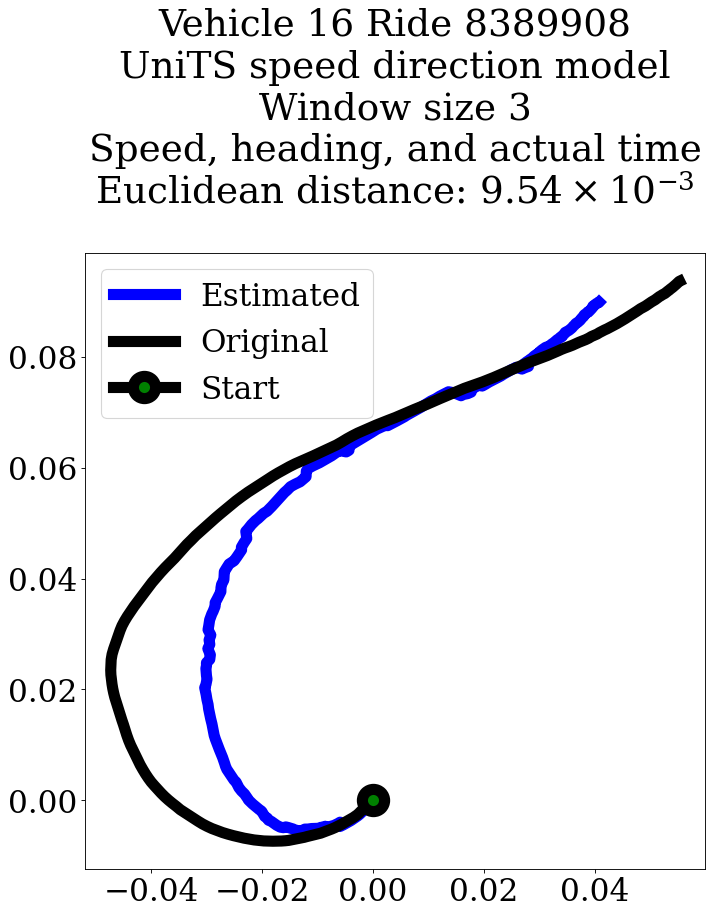 Vehicle 16 Ride 8389908
UniTS speed direction model
Window size 3
Speed, heading, and actual time
Euclidean distance: 9.54 × 10⁻³
Estimated
Original
Start
0.08
0.06
0.04
0.02
0.00
−0.04 −0.02 0.00 0.02 0.04